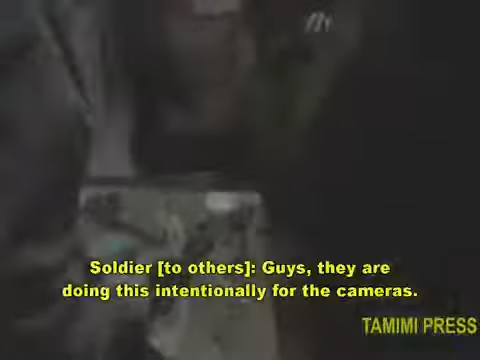 Soldier [to others]: Guys, they are
doing this intentionally for the cameras.
TAMIMI PRESS